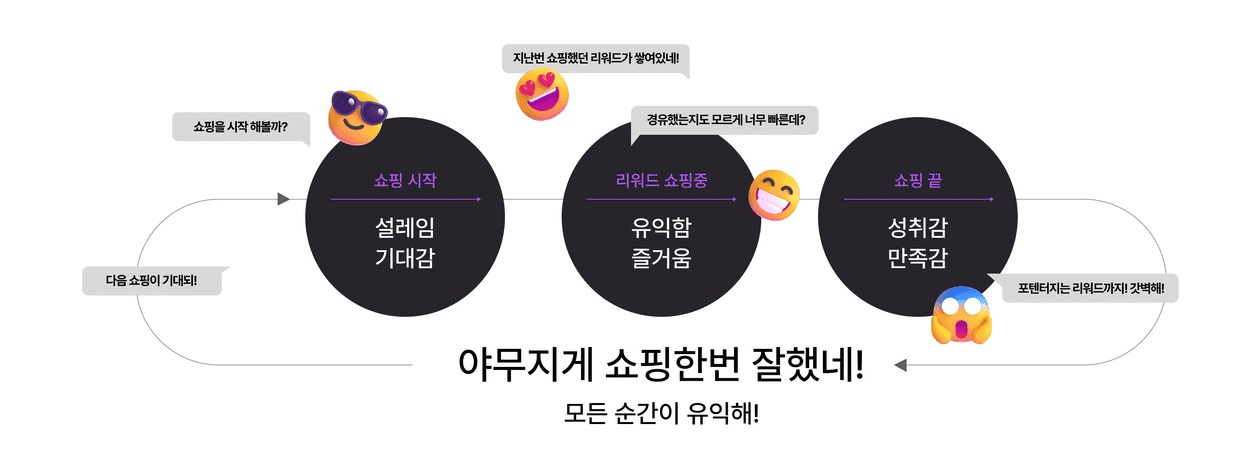 지난번 쇼핑했던 리워드가 쌓여있네!
쇼핑을 시작 해볼까?
경유했는지도 모르게 너무 빠른데?
쇼핑 시작
설레임
기대감
리워드 쇼핑중
유익함
즐거움
쇼핑 끝
성취감
만족감
다음 쇼핑이 기대되!
포텐터지는 리워드까지! 갓벽해!
야무지게 쇼핑한번 잘했네!
모든 순간이 유익해!